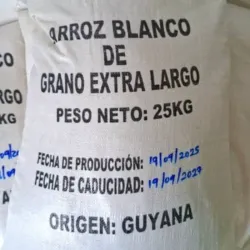 ARROZ BLANCO
DE
GRANO EXTRA LARGO
PESO NETO: 25KG
FECHA DE PRODUCCIÓN: 19/09/2025
FECHA DE CADUCIDAD: 19/09/2027
ORIGEN: GUYANA